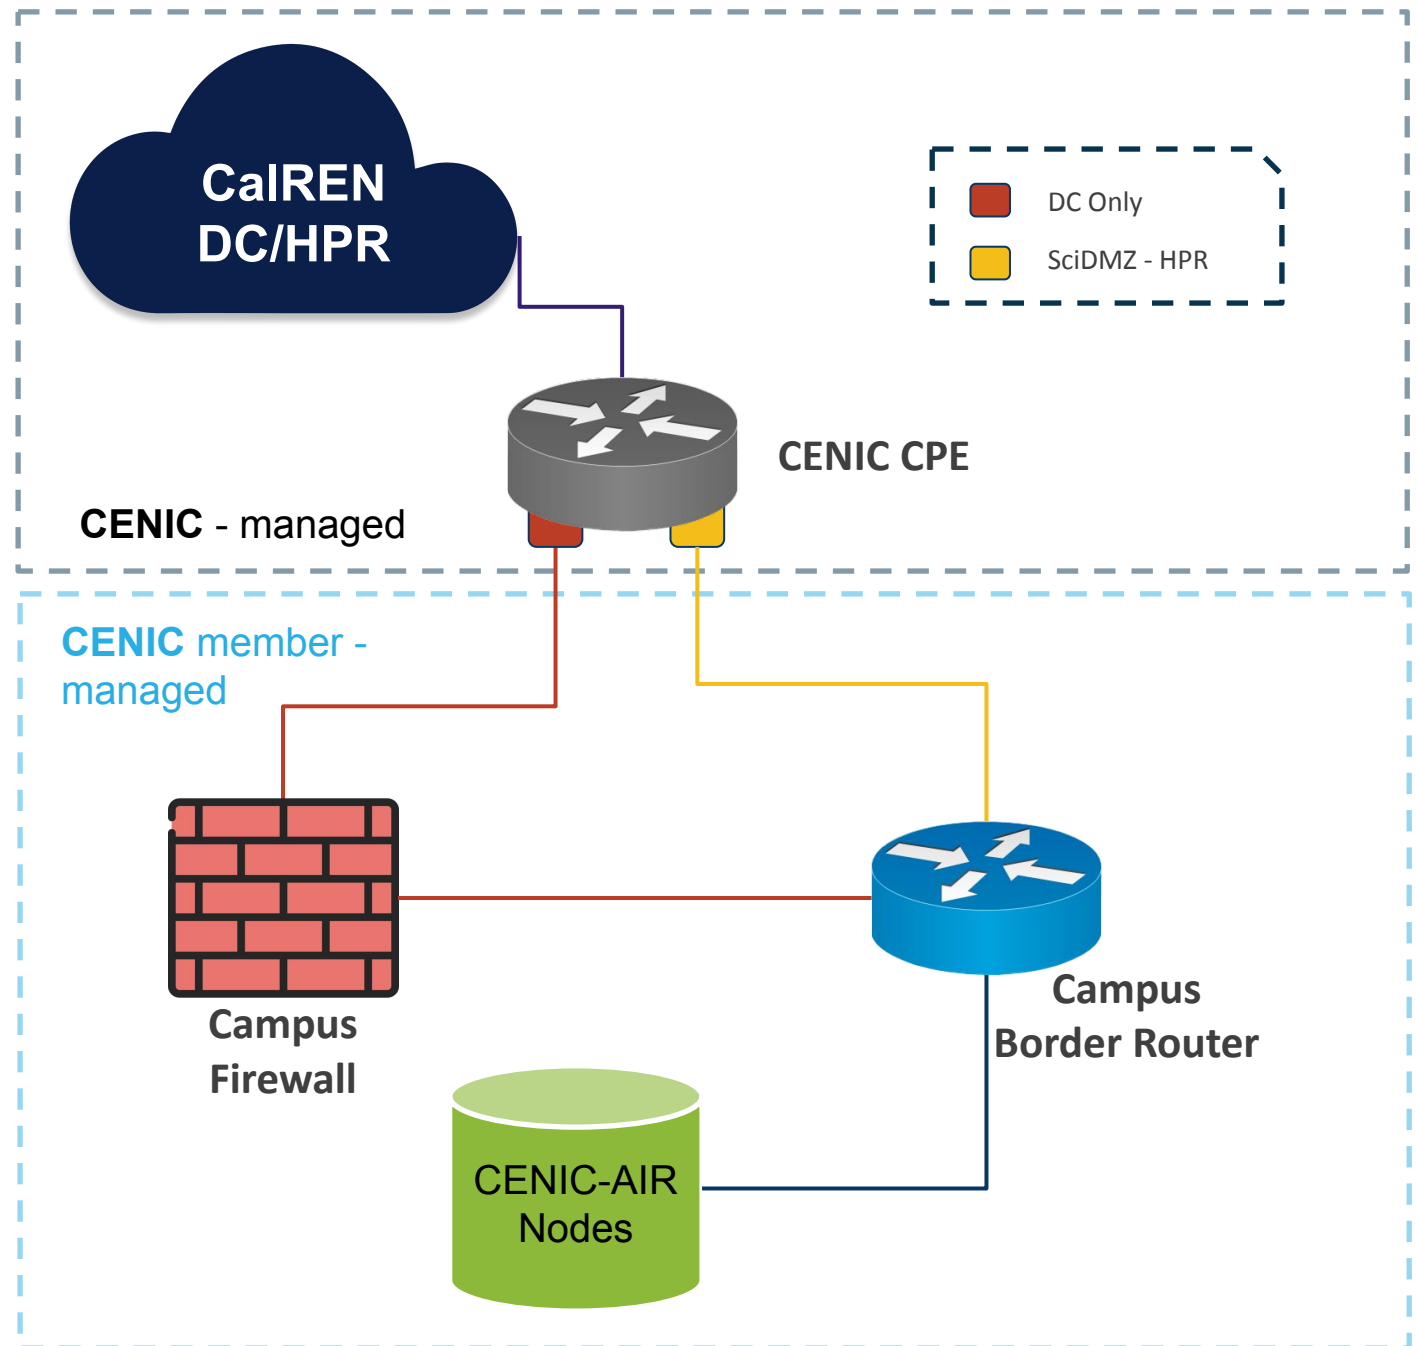 CalREN
DC/HPR
DC Only
SciDMZ - HPR
CENIC CPE
CENIC - managed
CENIC member -
managed
Campus
Firewall
Campus
Border Router
CENIC-AIR
Nodes